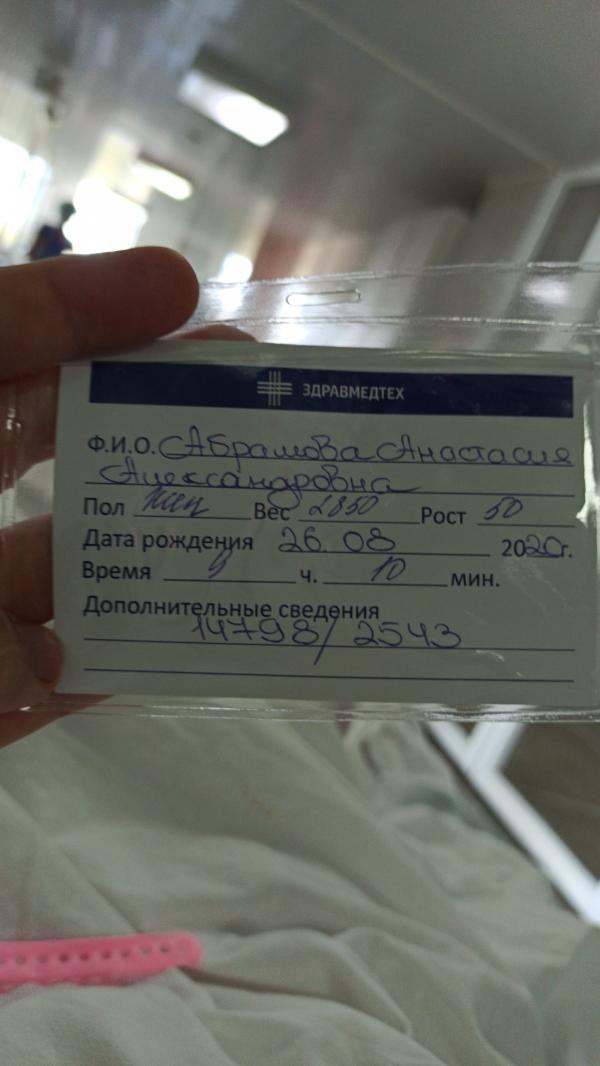 ЗДРАВМЕДТЕХ
Ф.И.О. Абрамова Анастасия
Александровна
Пол жен Вес 2850 Рост 50
Дата рождения 26.08 2020г.
Время ч. 10 мин.
Дополнительные сведения
14798/2543